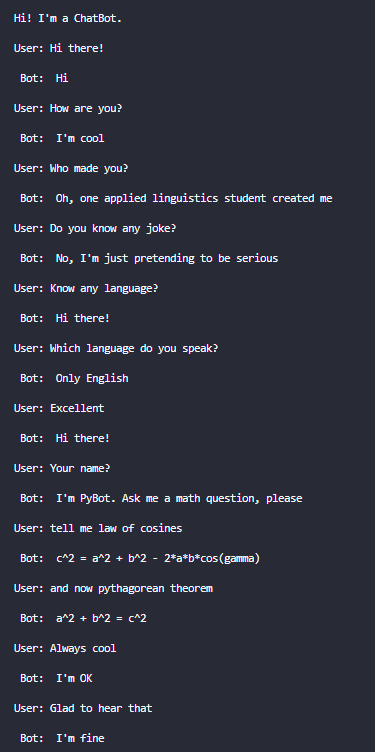 Hi! I'm a ChatBot.
User: Hi there!
Bot:  Hi
User: How are you?
Bot:  I'm cool
User: Who made you?
Bot:  Oh, one applied linguistics student created me
User: Do you know any joke?
Bot:  No, I'm just pretending to be serious
User: Know any language?
Bot:  Hi there!
User: Which language do you speak?
Bot:  Only English
User: Excellent
Bot:  Hi there!
User: Your name?
Bot:  I'm PyBot. Ask me a math question, please
User: tell me law of cosines
Bot:  c^2 = a^2 + b^2 - 2*a*b*cos(gamma)
User: and now pythagorean theorem
Bot:  a^2 + b^2 = c^2
User: Always cool
Bot:  I'm OK
User: Glad to hear that
Bot:  I'm fine